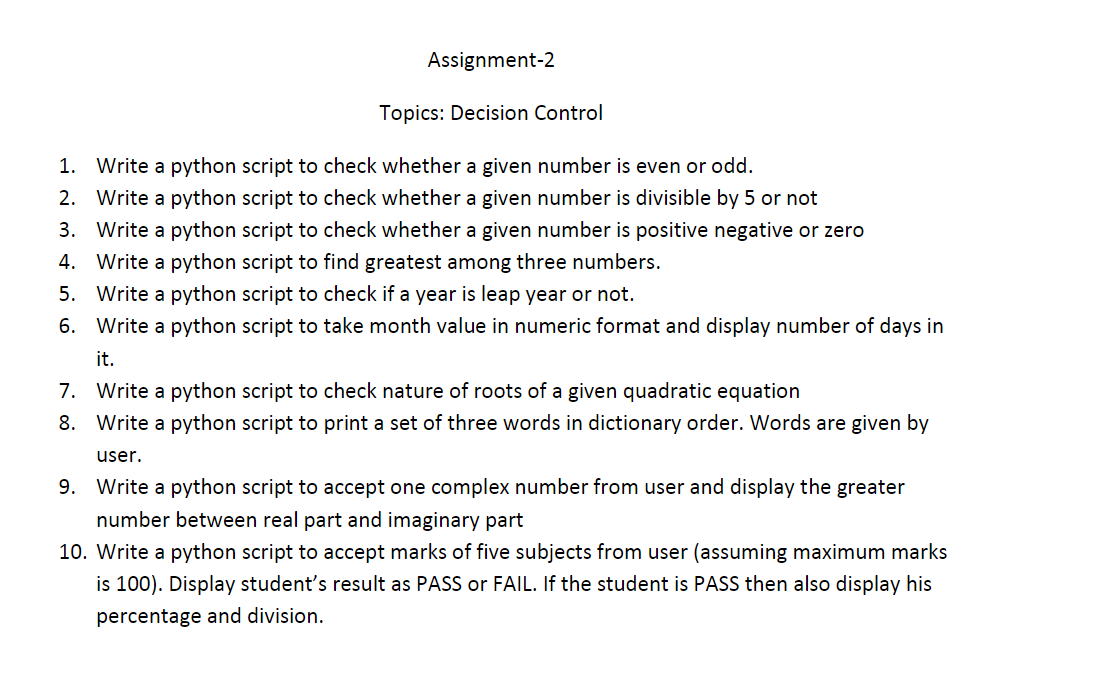 Assignment-2
Topics: Decision Control
1. Write a python script to check whether a given number is even or odd.
2. Write a python script to check whether a given number is divisible by 5 or not
3. Write a python script to check whether a given number is positive negative or zero
4. Write a python script to find greatest among three numbers.
5. Write a python script to check if a year is leap year or not.
6. Write a python script to take month value in numeric format and display number of days in
it.
7. Write a python script to check nature of roots of a given quadratic equation
8. Write a python script to print a set of three words in dictionary order. Words are given by
user.
9. Write a python script to accept one complex number from user and display the greater
number between real part and imaginary part
10. Write a python script to accept marks of five subjects from user (assuming maximum marks
is 100). Display student’s result as PASS or FAIL. If the student is PASS then also display his
percentage and division.